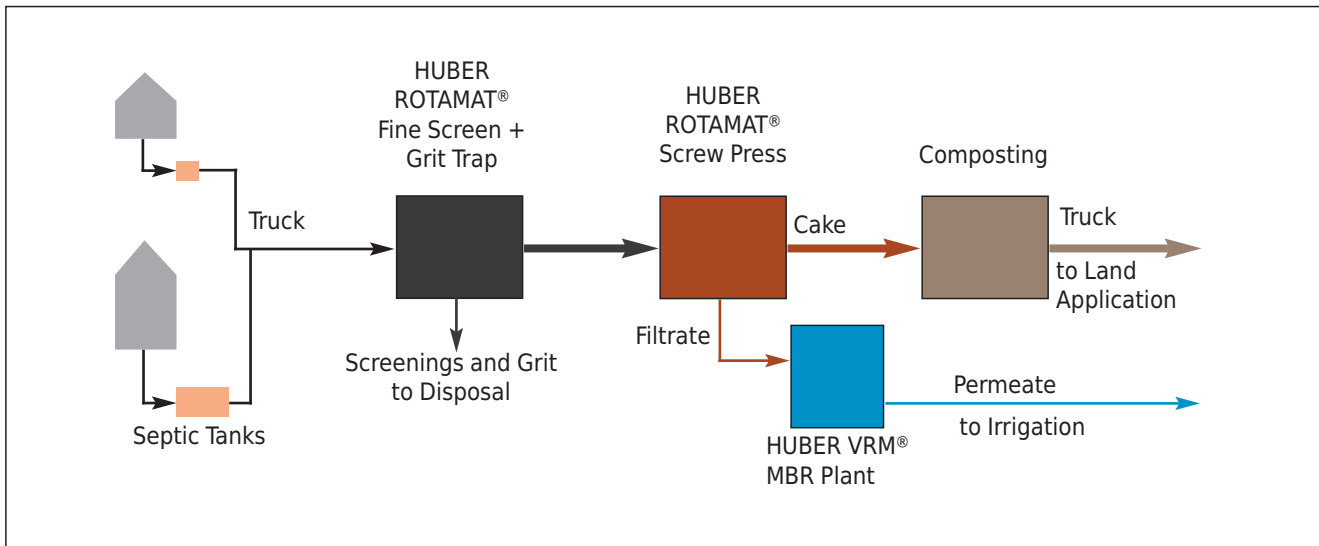 HUBER
ROTAMAT®
Fine Screen +
Grit Trap
HUBER
ROTAMAT®
Screw Press
Composting
Truck
Cake
Truck
to Land
Application
Filtrate
Screenings and Grit
to Disposal
Permeate
to Irrigation
Septic Tanks
HUBER VRM®
MBR Plant